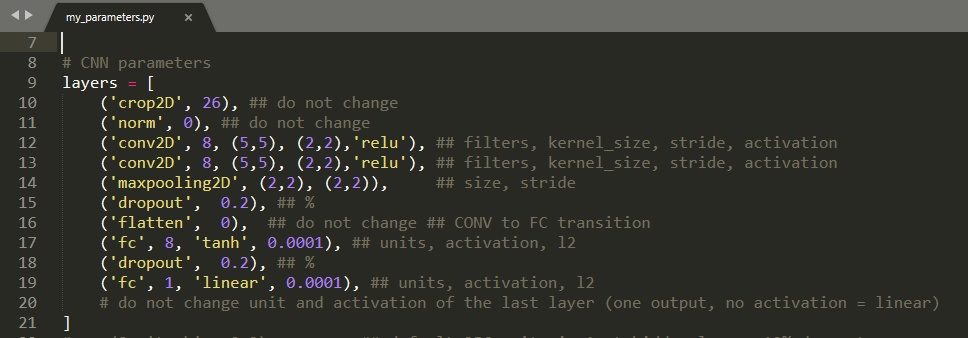 my_parameters.py ×
7
8 # CNN parameters
9 layers = [
10 ('crop2D', 26), ## do not change
11 ('norm', 0), ## do not change
12 ('conv2D', 8, (5,5), (2,2),'relu'), ## filters, kernel_size, stride, activation
13 ('conv2D', 8, (5,5), (2,2),'relu'), ## filters, kernel_size, stride, activation
14 ('maxpooling2D', (2,2), (2,2)), ## size, stride
15 ('dropout', 0.2), ## %
16 ('flatten', 0), ## do not change ## CONV to FC transition
17 ('fc', 8, 'tanh', 0.0001), ## units, activation, l2
18 ('dropout', 0.2), ## %
19 ('fc', 1, 'linear', 0.0001), ## units, activation, l2
20 # do not change unit and activation of the last layer (one output, no activation = linear)
21 ]